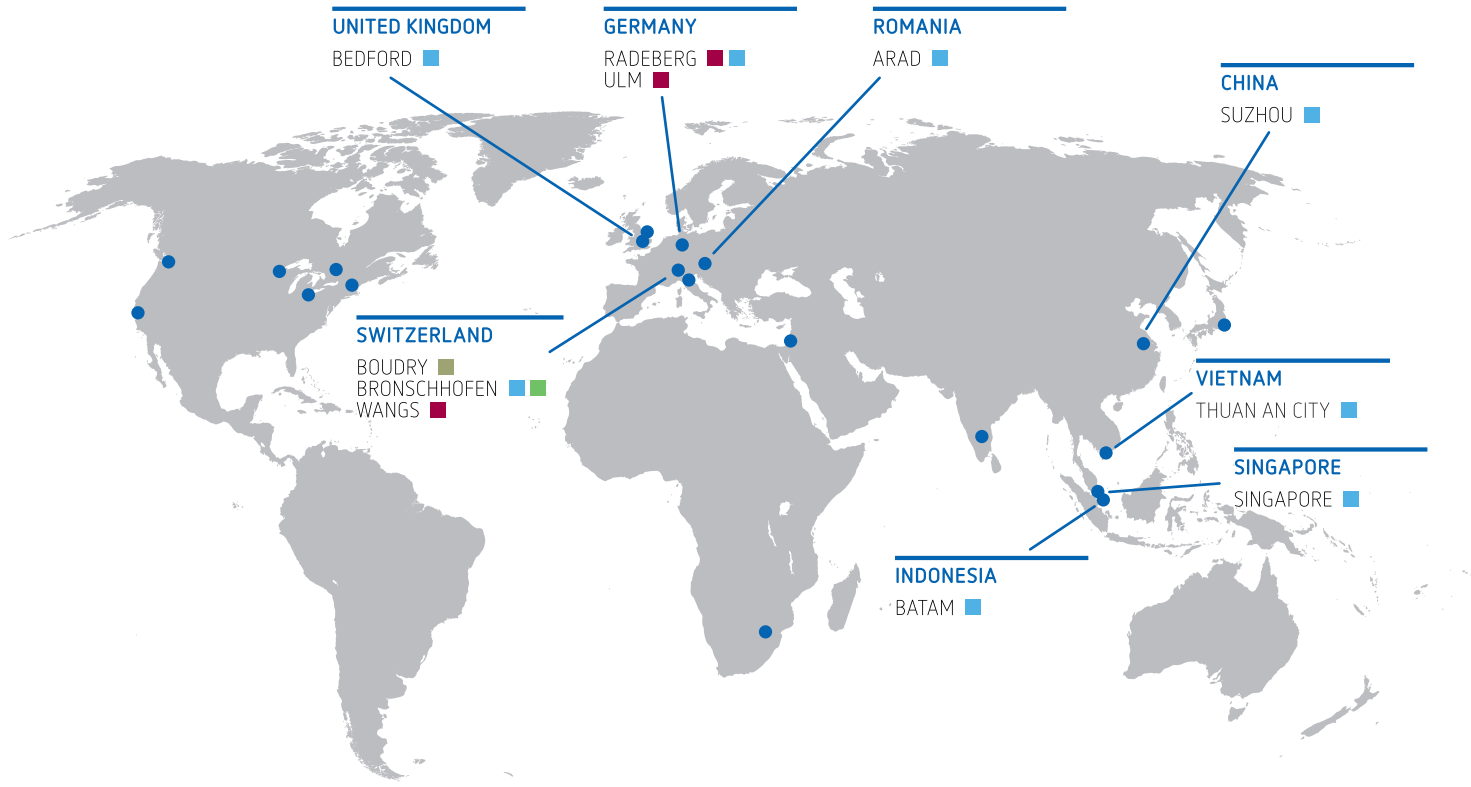 UNITED KINGDOM
BEDFORD
GERMANY
RADEBERG
ULM
ROMANIA
ARAD
CHINA
SUZHOU
SWITZERLAND
BOUDRY
BRONSCHHOFEN
WANGS
VIETNAM
THUAN AN CITY
SINGAPORE
SINGAPORE
INDONESIA
BATAM